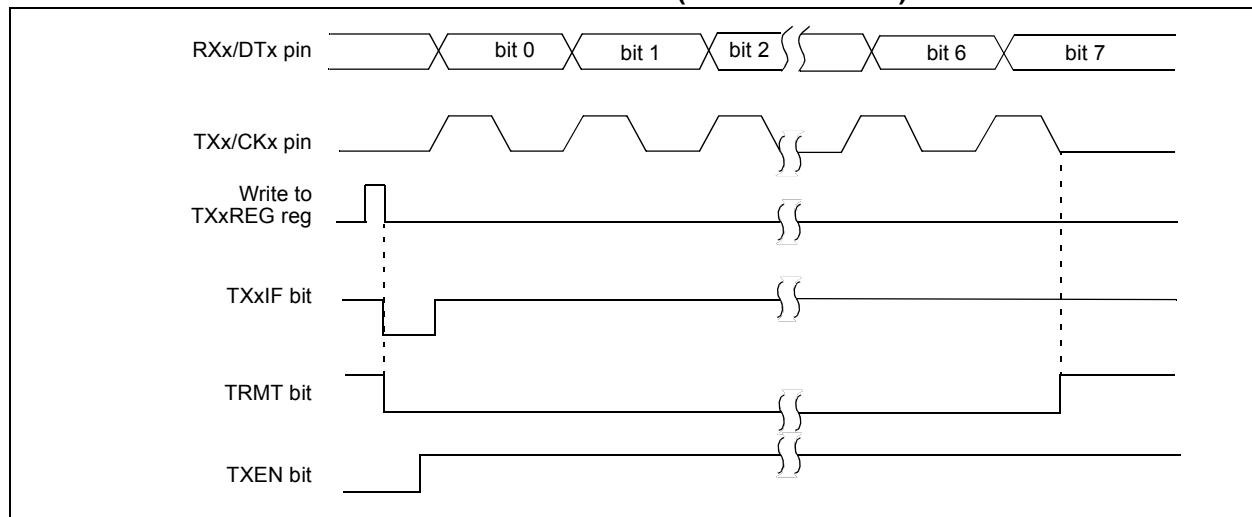 RXx/DTx pin
bit 0
bit 1
bit 2
bit 6
bit 7
TXx/CKx pin
Write to
TXxREG reg
TXxIF bit
TRMT bit
TXEN bit